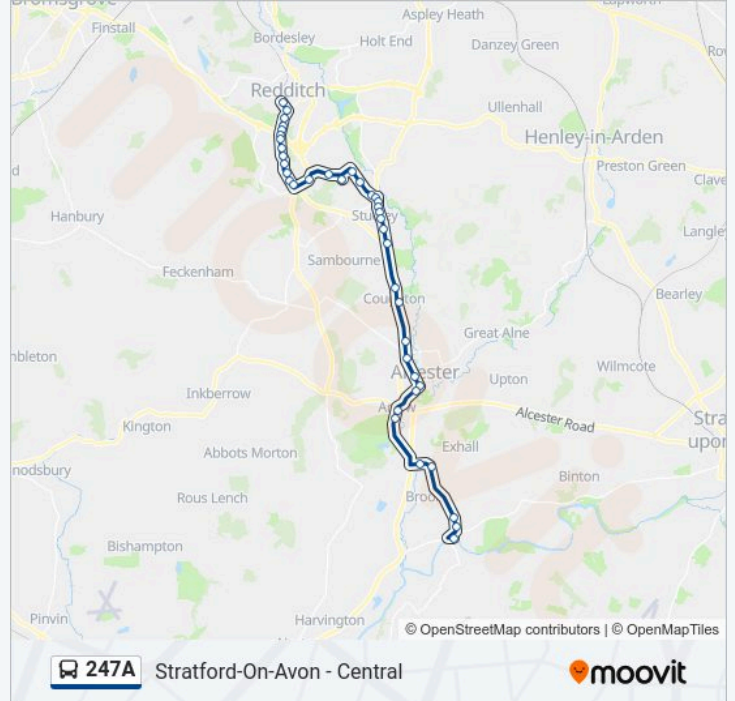 Bromsgrove
Aspley Heath
Lapworth
Finstall
Bordesley
Holt End
Danzey Green
Redditch
Ullenhall
Henley-in-Arden
Preston Green
Hanbury
Studley
Sambourne
Feckenham
Coughton
Bearley
Great Alne
Alcester
Wilmcote
Upton
Inkberrow
Arrow
Alcester Road
Kington
Exhall
Abbots Morton
Binton
Rous Lench
Bishampton
Pinvin
Harvington
© OpenStreetMap contributors | © OpenMapTiles
247A Stratford-On-Avon - Central
moovit